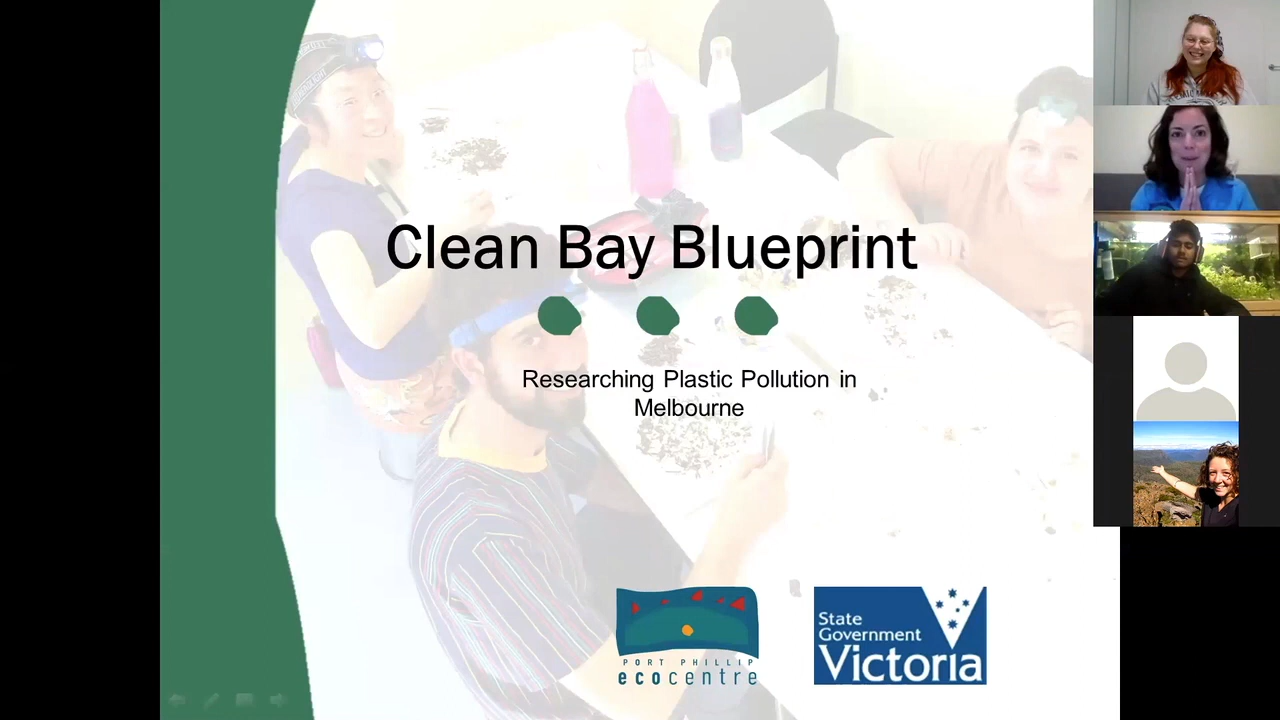 Clean Bay Blueprint
Researching Plastic Pollution in
Melbourne
PORT PHILLIP
ecocentre
State
Government
Victoria